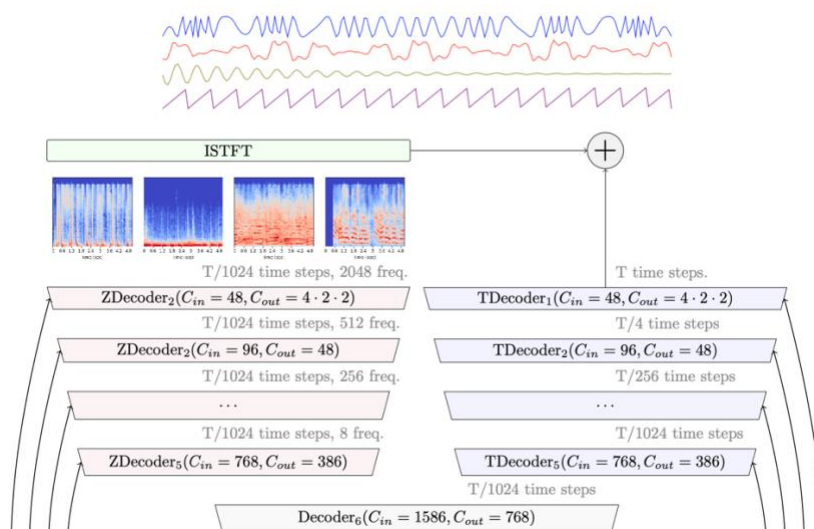 ISTFT
+
T/1024 time steps, 2048 freq.
T time steps.
ZDecoder₂(C_in = 48, C_out = 4 · 2 · 2)
TDecoder₁(C_in = 48, C_out = 4 · 2 · 2)
T/1024 time steps, 512 freq.
T/4 time steps
ZDecoder₂(C_in = 96, C_out = 48)
TDecoder₂(C_in = 96, C_out = 48)
T/1024 time steps, 256 freq.
T/256 time steps
...
...
T/1024 time steps, 8 freq.
T/1024 time steps
ZDecoder₅(C_in = 768, C_out = 386)
TDecoder₅(C_in = 768, C_out = 386)
T/1024 time steps
Decoder₆(C_in = 1586, C_out = 768)